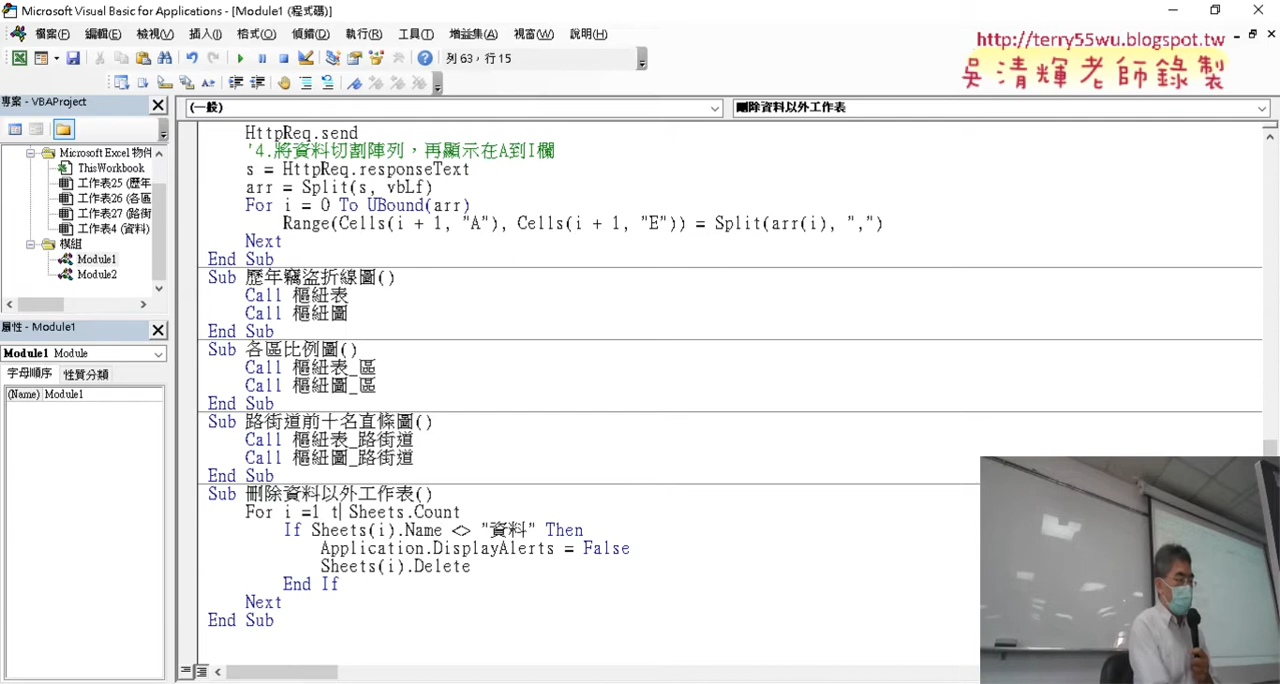 Microsoft Visual Basic for Applications - [Module1 (程式碼)]
檔案(F) 編輯(E) 檢視(V) 插入(I) 格式(O) 偵錯(D) 執行(R) 工具(T) 增益集(A) 視窗(W) 說明(H)
http://terry55wu.blogspot.tw
吳清輝老師錄製
列 63，行 15
專案 - VBAProject
(一般)
刪除資料以外工作表
Microsoft Excel 物件
ThisWorkbook
工作表25 (歷年
工作表26 (各區
工作表27 (路街
工作表4 (資料)
模組
Module1
Module2
屬性 - Module1
Module1 Module
字母順序 性質分類
(Name) Module1
HttpReq.send
'4.將資料切割陣列，再顯示在A到I欄
s = HttpReq.responseText
arr = Split(s, vbLf)
For i = 0 To UBound(arr)
Range(Cells(i + 1, "A"), Cells(i + 1, "E")) = Split(arr(i), ",")
Next
End Sub
Sub 歷年竊盜折線圖()
Call 樞紐表
Call 樞紐圖
End Sub
Sub 各區比例圖()
Call 樞紐表_區
Call 樞紐圖_區
End Sub
Sub 路街道前十名直條圖()
Call 樞紐表_路街道
Call 樞紐圖_路街道
End Sub
Sub 刪除資料以外工作表()
For i =1 t Sheets.Count
If Sheets(i).Name <> "資料" Then
Application.DisplayAlerts = False
Sheets(i).Delete
End If
Next
End Sub